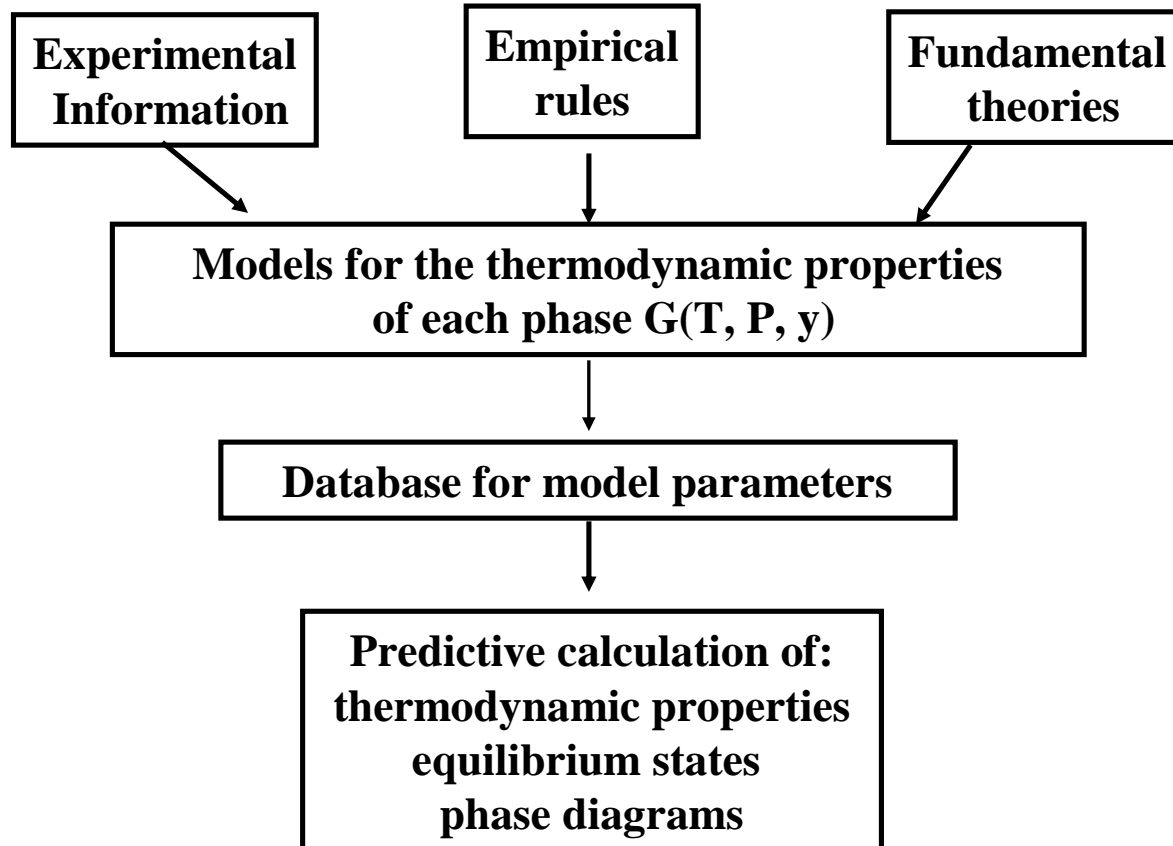 Experimental
Information
Empirical
rules
Fundamental
theories
Models for the thermodynamic properties
of each phase G(T, P, y)
Database for model parameters
Predictive calculation of:
thermodynamic properties
equilibrium states
phase diagrams